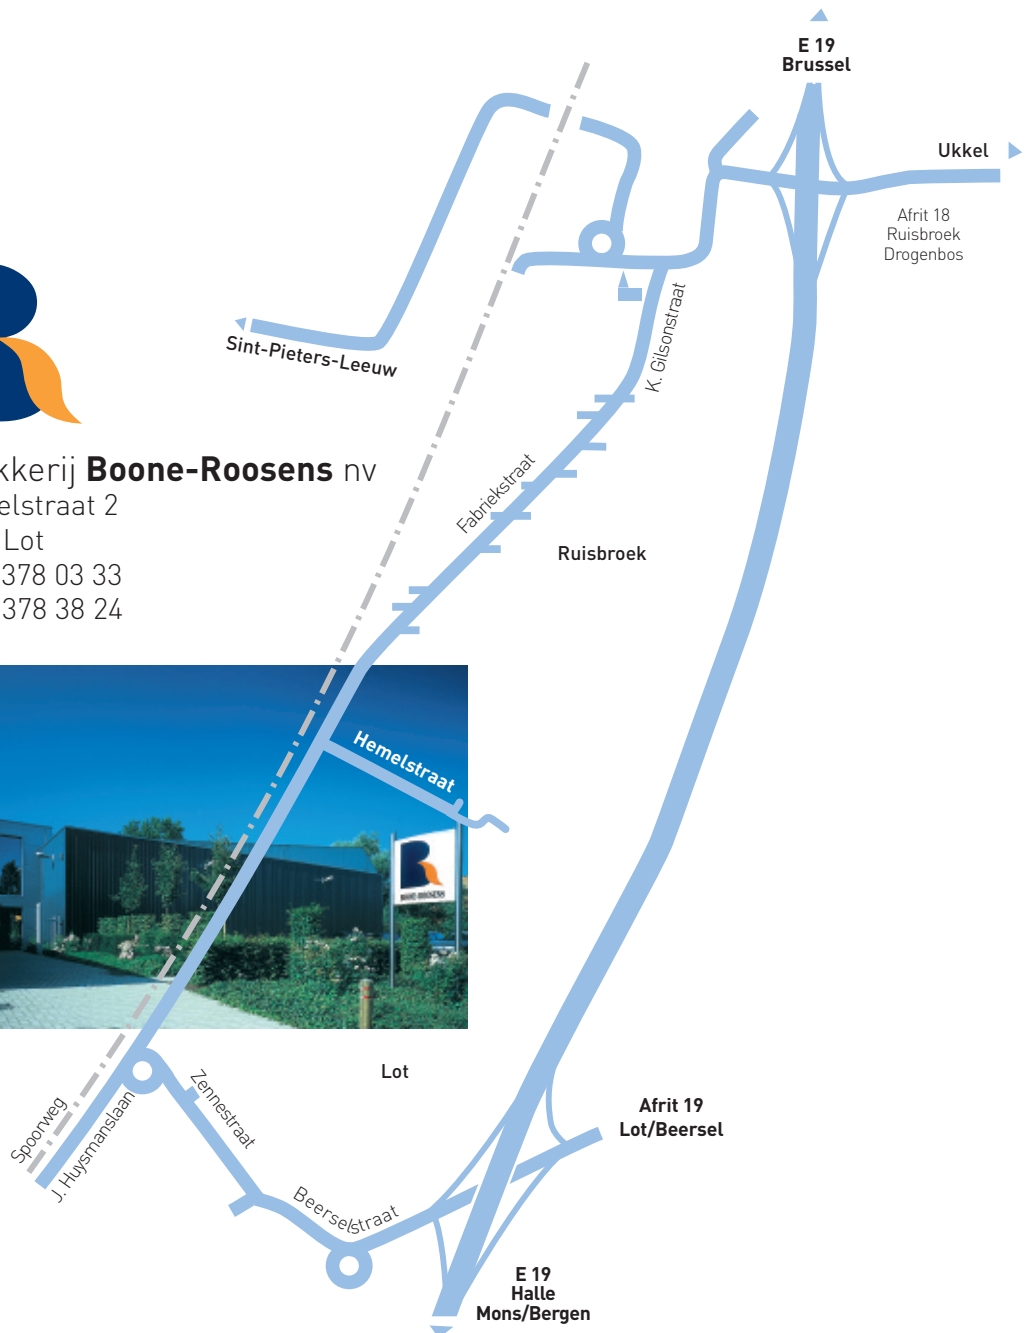 E 19
Brussel
Ukkel
Afrit 18
Ruisbroek
Drogenbos
K. Gilsonstraat
Sint-Pieters-Leeuw
kkerij Boone-Roosens nv
elstraat 2
Lot
378 03 33
378 38 24
Fabriekstraat
Ruisbroek
Hemelstraat
BOONE-ROOSENS
Lot
Zennestraat
Spoorweg
J. Huysmanslaan
Afrit 19
Lot/Beersel
Beerselstraat
E 19
Halle
Mons/Bergen